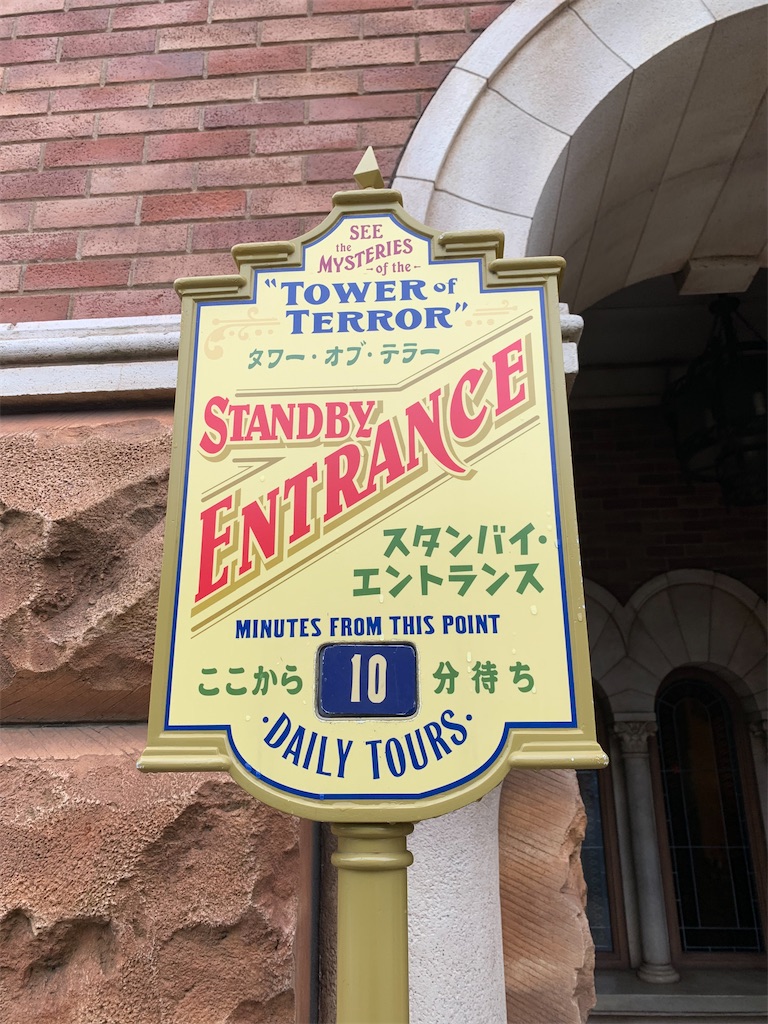 SEE
the
MYSTERIES
of the
"TOWER of
TERROR"
タワー・オブ・テラー
STANDBY
ENTRANCE
スタンバイ・
エントランス
MINUTES FROM THIS POINT
ここから 10 分待ち
·DAILY TOURS·